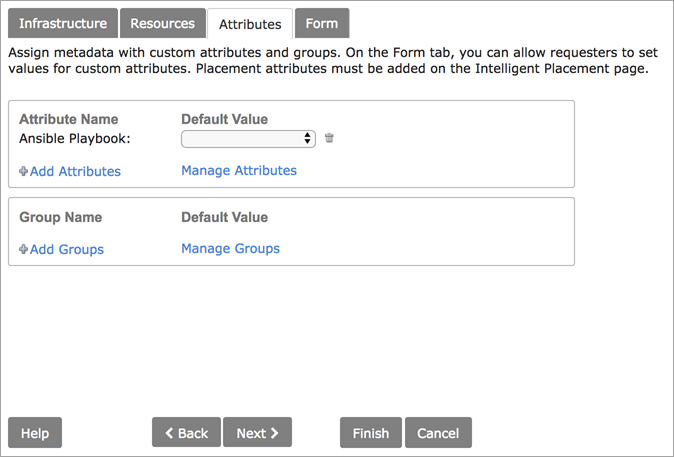 Infrastructure Resources Attributes Form
Assign metadata with custom attributes and groups. On the Form tab, you can allow requesters to set
values for custom attributes. Placement attributes must be added on the Intelligent Placement page.
Attribute Name Default Value
Ansible Playbook:
Add Attributes Manage Attributes
Group Name Default Value
Add Groups Manage Groups
Help Back Next Finish Cancel